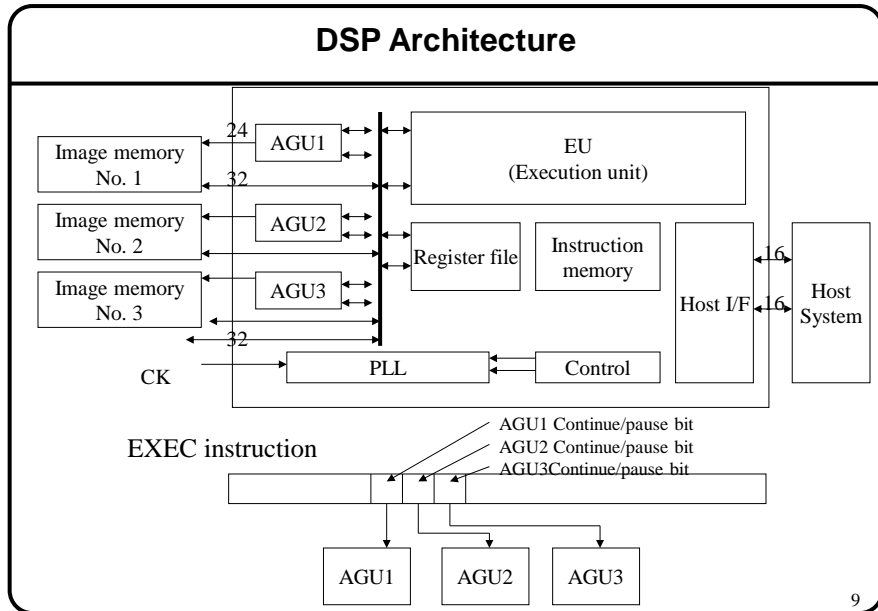 DSP Architecture
24
Image memory
No. 1
AGU1
EU
(Execution unit)
32
Image memory
No. 2
AGU2
Register file
Instruction
memory
Image memory
No. 3
AGU3
Host I/F
16
16
Host
System
32
CK
PLL
Control
EXEC instruction
AGU1 Continue/pause bit
AGU2 Continue/pause bit
AGU3Continue/pause bit
AGU1
AGU2
AGU3
9